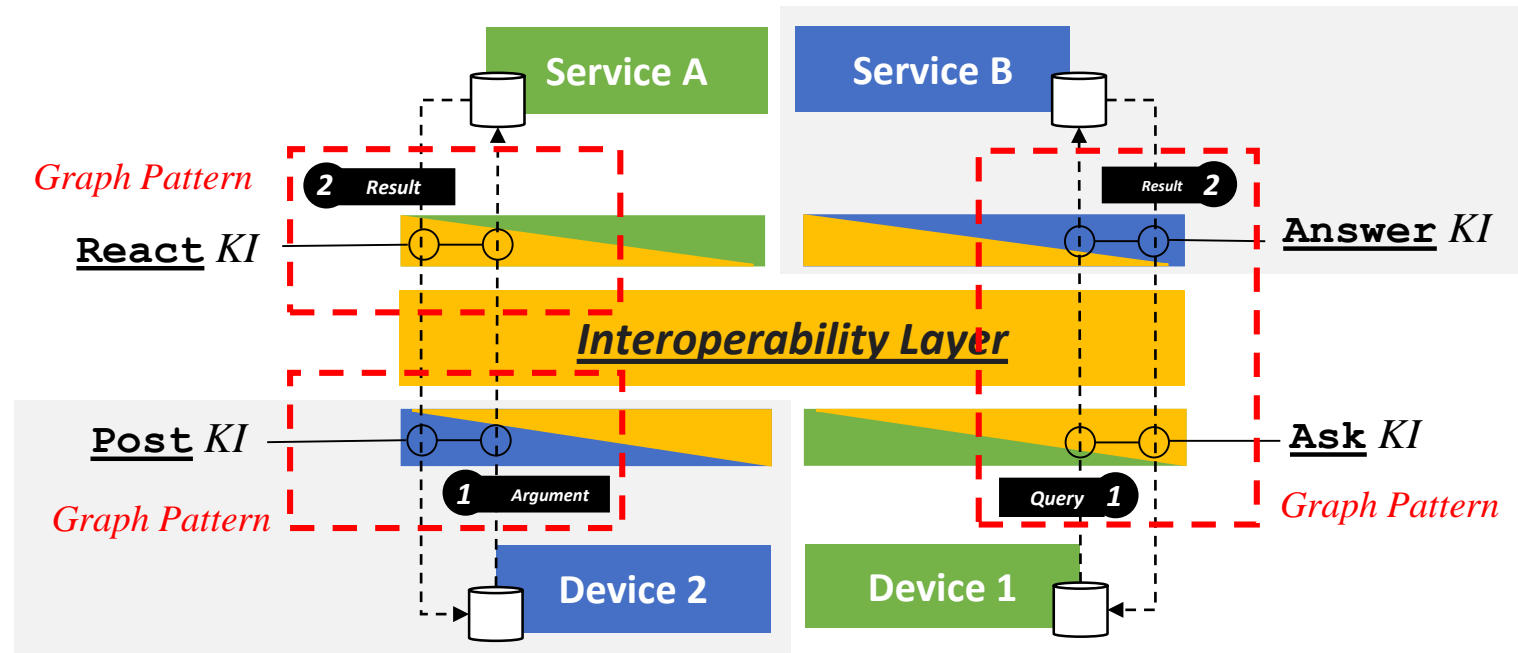 Service A
Service B
Graph Pattern
2 Result
Result 2
React KI
Answer KI
Interoperability Layer
Post KI
Ask KI
1 Argument
Query 1
Graph Pattern
Graph Pattern
Device 2
Device 1